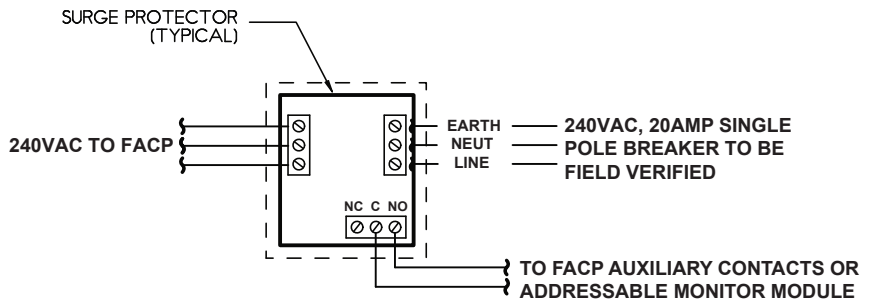 SURGE PROTECTOR
(TYPICAL)
240VAC TO FACP
EARTH
NEUT
LINE
240VAC, 20AMP SINGLE
POLE BREAKER TO BE
FIELD VERIFIED
NC C NO
TO FACP AUXILIARY CONTACTS OR
ADDRESSABLE MONITOR MODULE